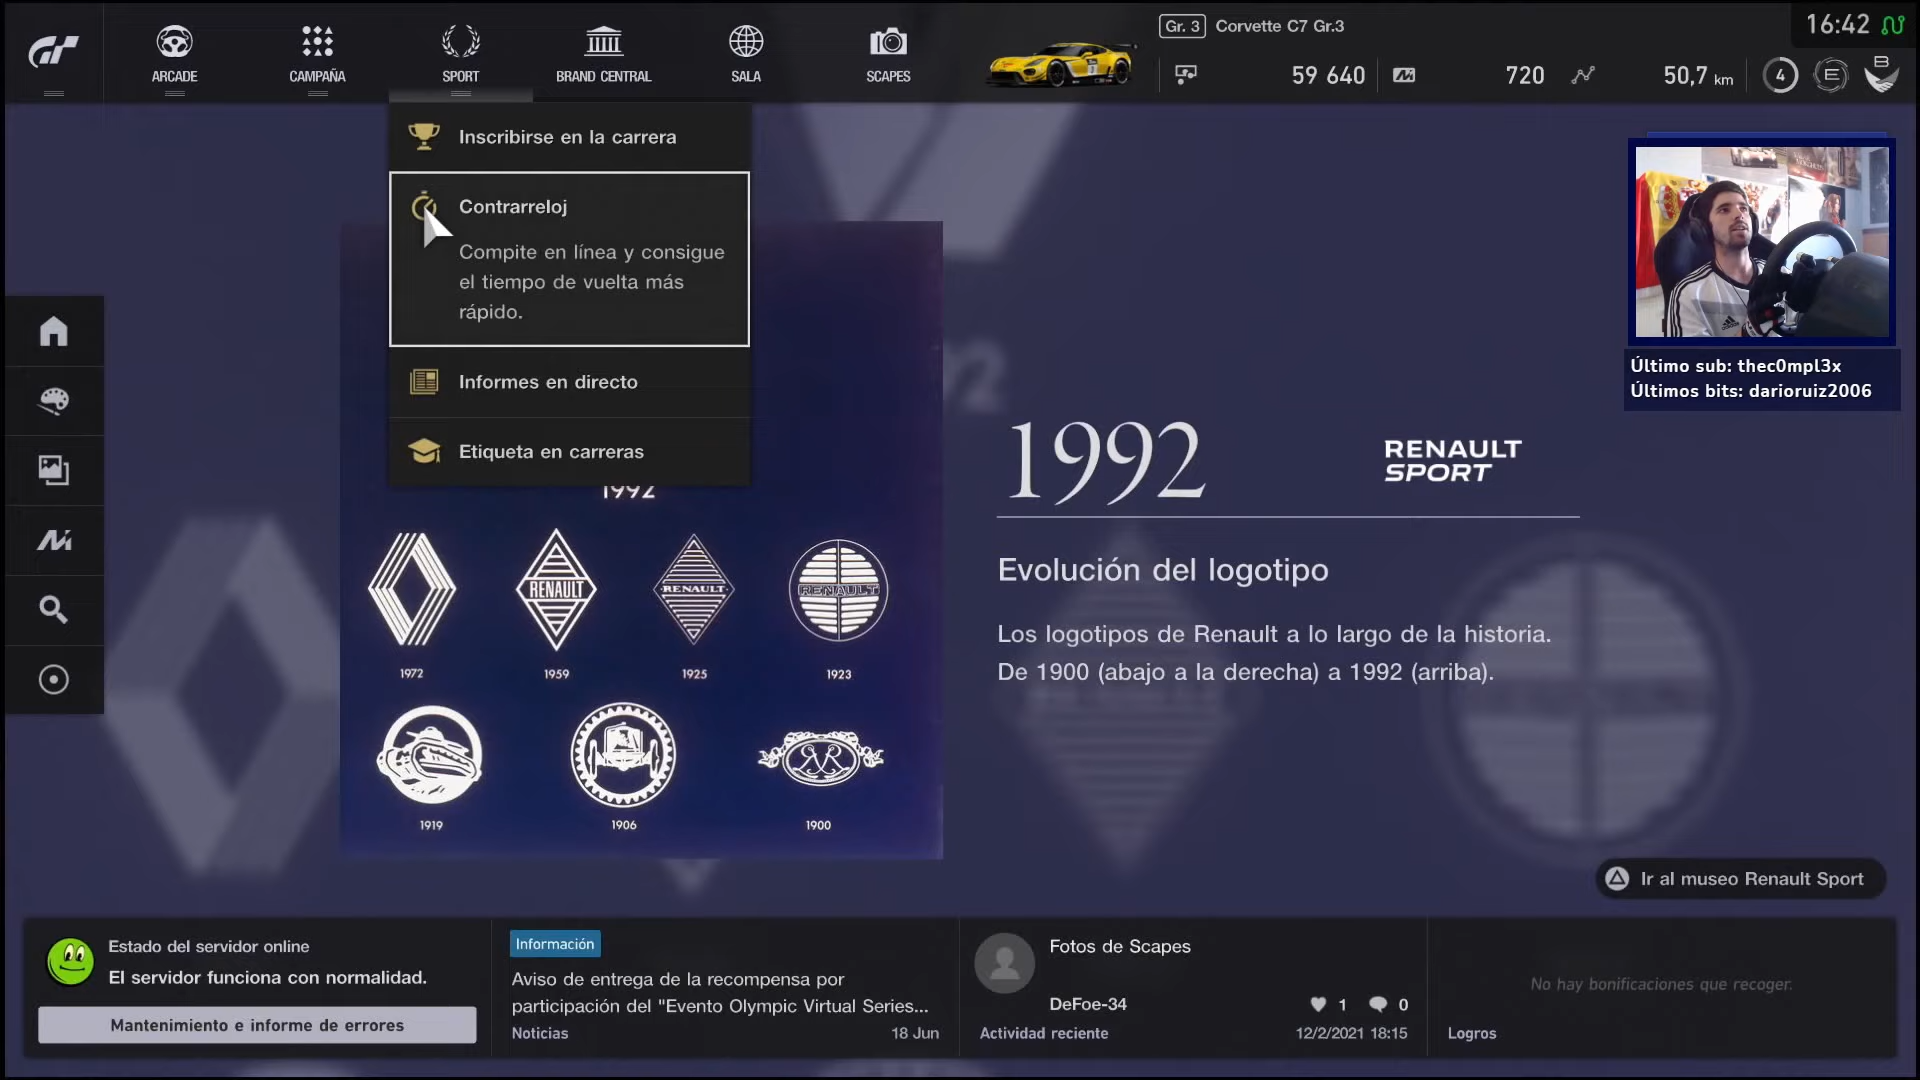 GT
ARCADE
CAMPAÑA
SPORT
BRAND CENTRAL
SALA
SCAPES
Gr. 3 Corvette C7 Gr.3
59 640
720
50,7 km
4
E
B
16:42
Inscribirse en la carrera
Contrarreloj
Compite en línea y consigue
el tiempo de vuelta más
rápido.
Informes en directo
Etiqueta en carreras
Último sub: thec0mpl3x
Últimos bits: darioruiz2006
1992
RENAULT
RENAULT
RENAULT
1972
1959
1925
1923
1919
1906
1900
1992
RENAULT
SPORT
Evolución del logotipo
Los logotipos de Renault a lo largo de la historia.
De 1900 (abajo a la derecha) a 1992 (arriba).
Ir al museo Renault Sport
Estado del servidor online
El servidor funciona con normalidad.
Mantenimiento e informe de errores
Información
Aviso de entrega de la recompensa por
participación del "Evento Olympic Virtual Series...
Noticias
18 Jun
Fotos de Scapes
DeFoe-34
1
0
Actividad reciente
12/2/2021 18:15
No hay bonificaciones que recoger.
Logros